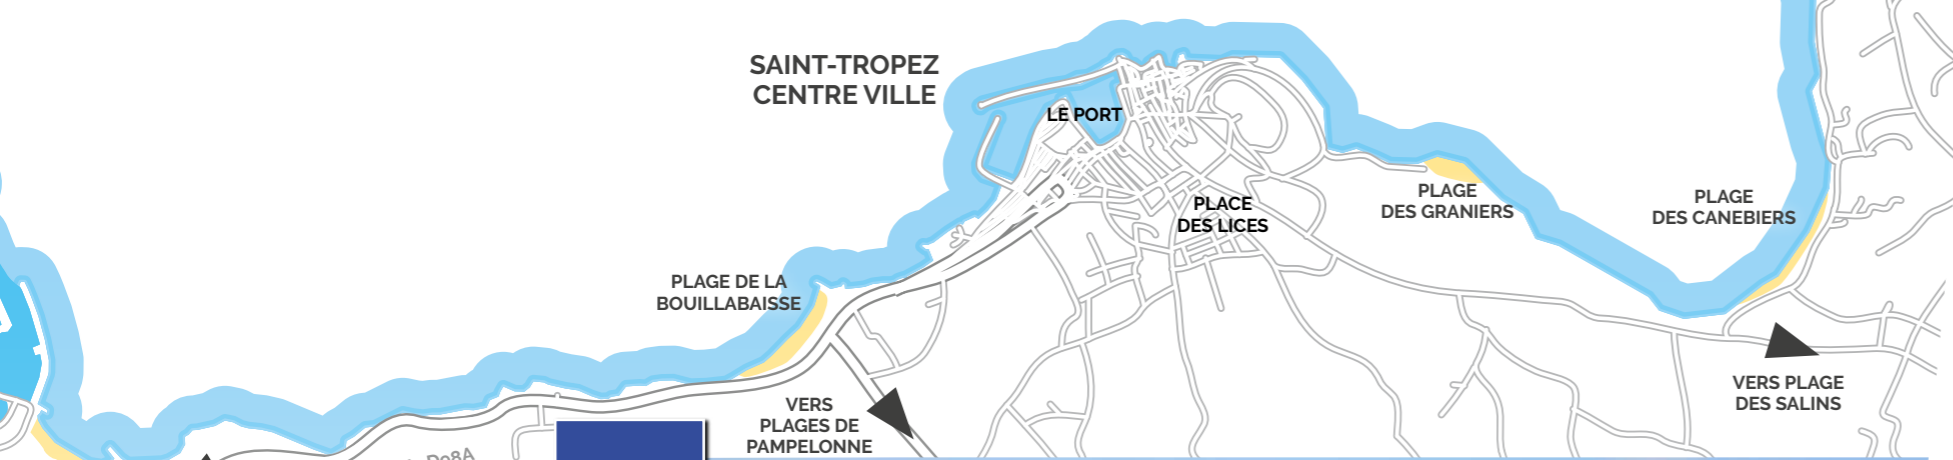 SAINT-TROPEZ
CENTRE VILLE
LE PORT
PLACE
DES LICES
PLAGE
DES GRANIERS
PLAGE
DES CANEBIERS
PLAGE DE LA
BOUILLABAISSE
VERS
PLAGES DE
PAMPELONNE
VERS PLAGE
DES SALINS
D98A